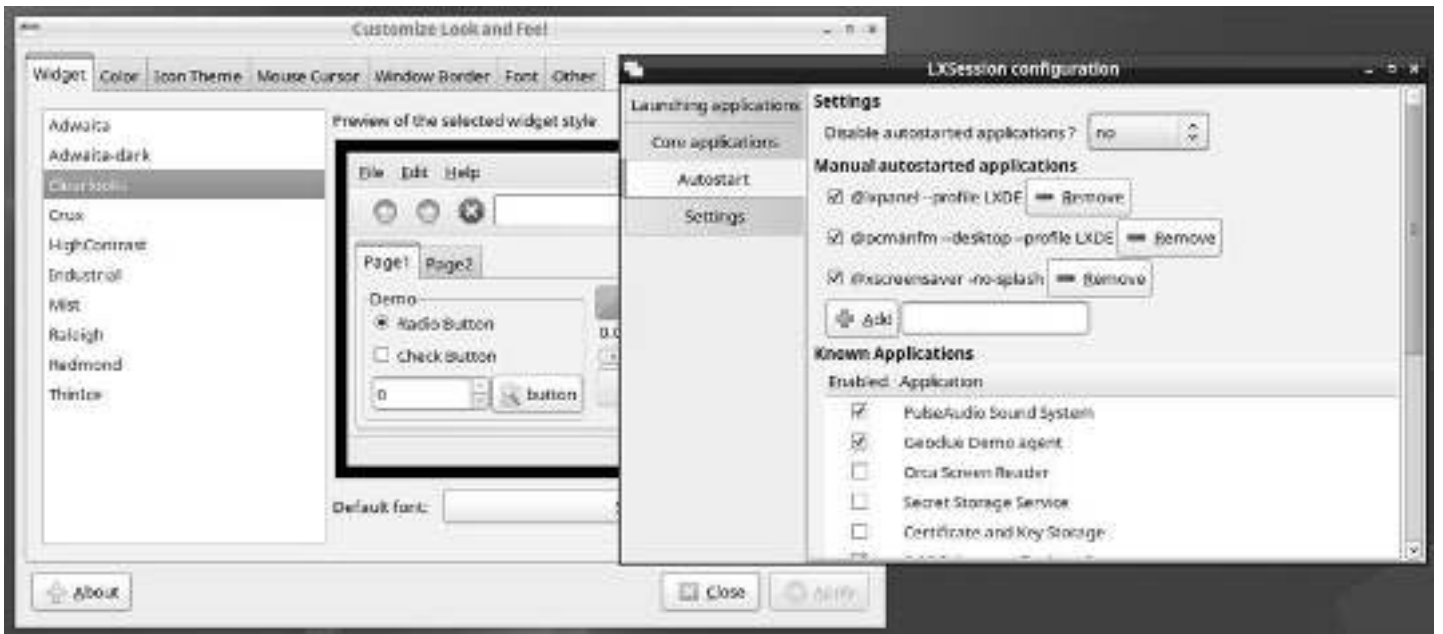 Customize Look and Feel
Widget Color Icon Theme Mouse Cursor Window Border Font Other
Adwaita
Adwaita-dark
Clearlooks
Crux
HighContrast
Industrial
Mist
Raleigh
Redmond
ThinIce
Preview of the selected widget style
File Edit Help
Page1 Page2
Demo
Radio Button
Check Button
0
button
Default font:
About
Close
Apply
LXSession configuration
Launching applications
Core applications
Autostart
Settings
Settings
Disable autostarted applications? no
Manual autostarted applications
@lxpanel --profile LXDE Remove
@pcmanfm --desktop --profile LXDE Remove
@xscreensaver -no-splash Remove
Add
Known Applications
Enabled Application
PulseAudio Sound System
Geoclue Demo agent
Orca Screen Reader
Secret Storage Service
Certificate and Key Storage